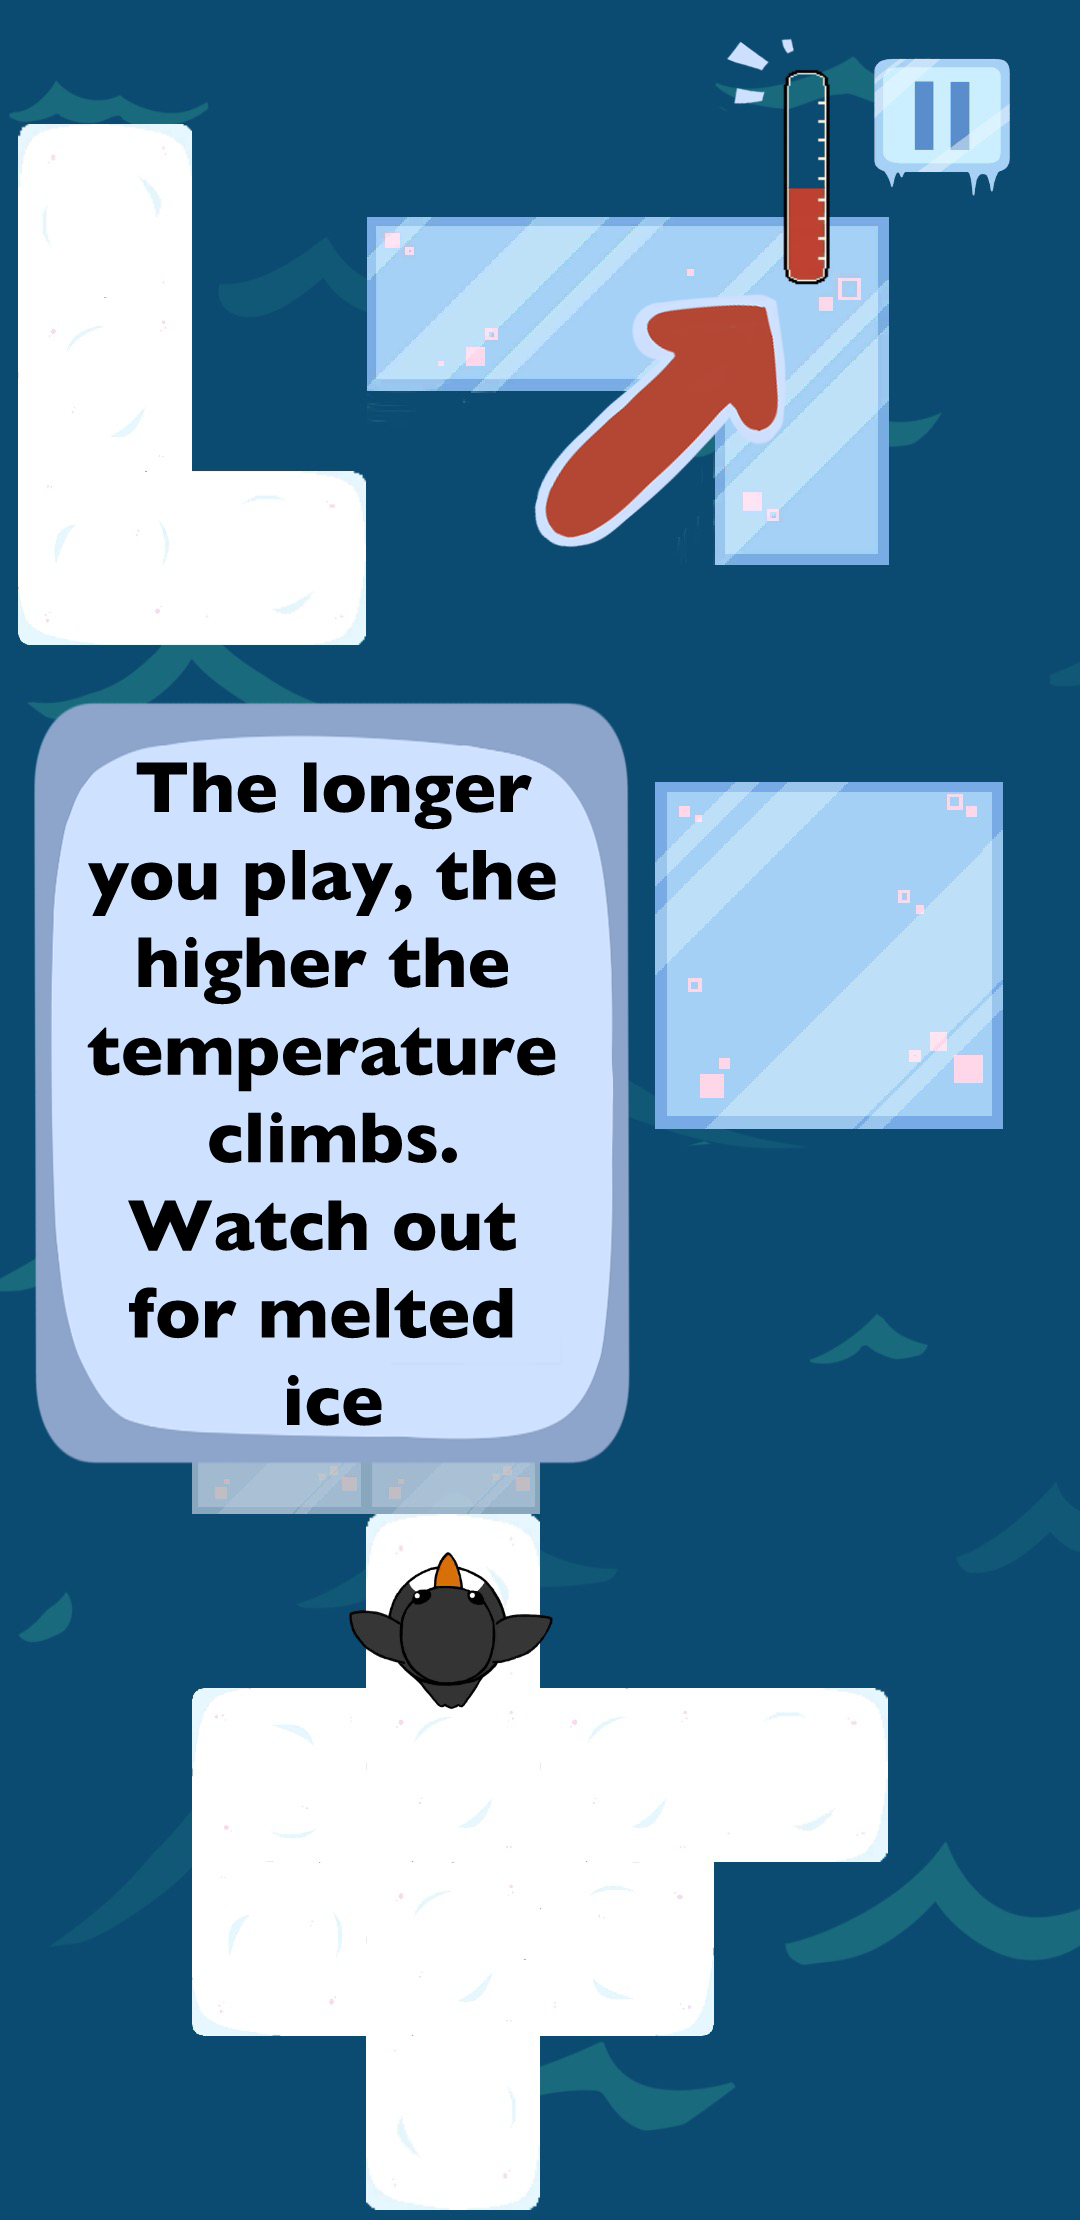 The longer
you play, the
higher the
temperature
climbs.
Watch out
for melted
ice